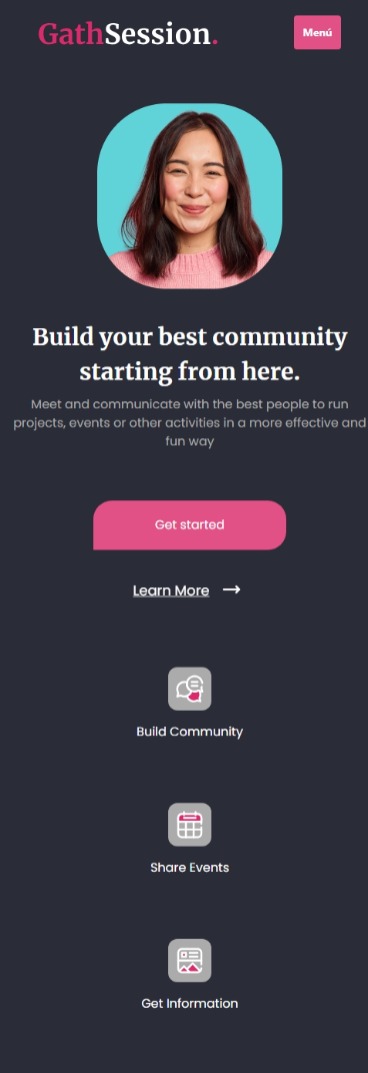 GathSession.
Menú
Build your best community
starting from here.
Meet and communicate with the best people to run
projects, events or other activities in a more effective and
fun way
Get started
Learn More →
Build Community
Share Events
Get Information